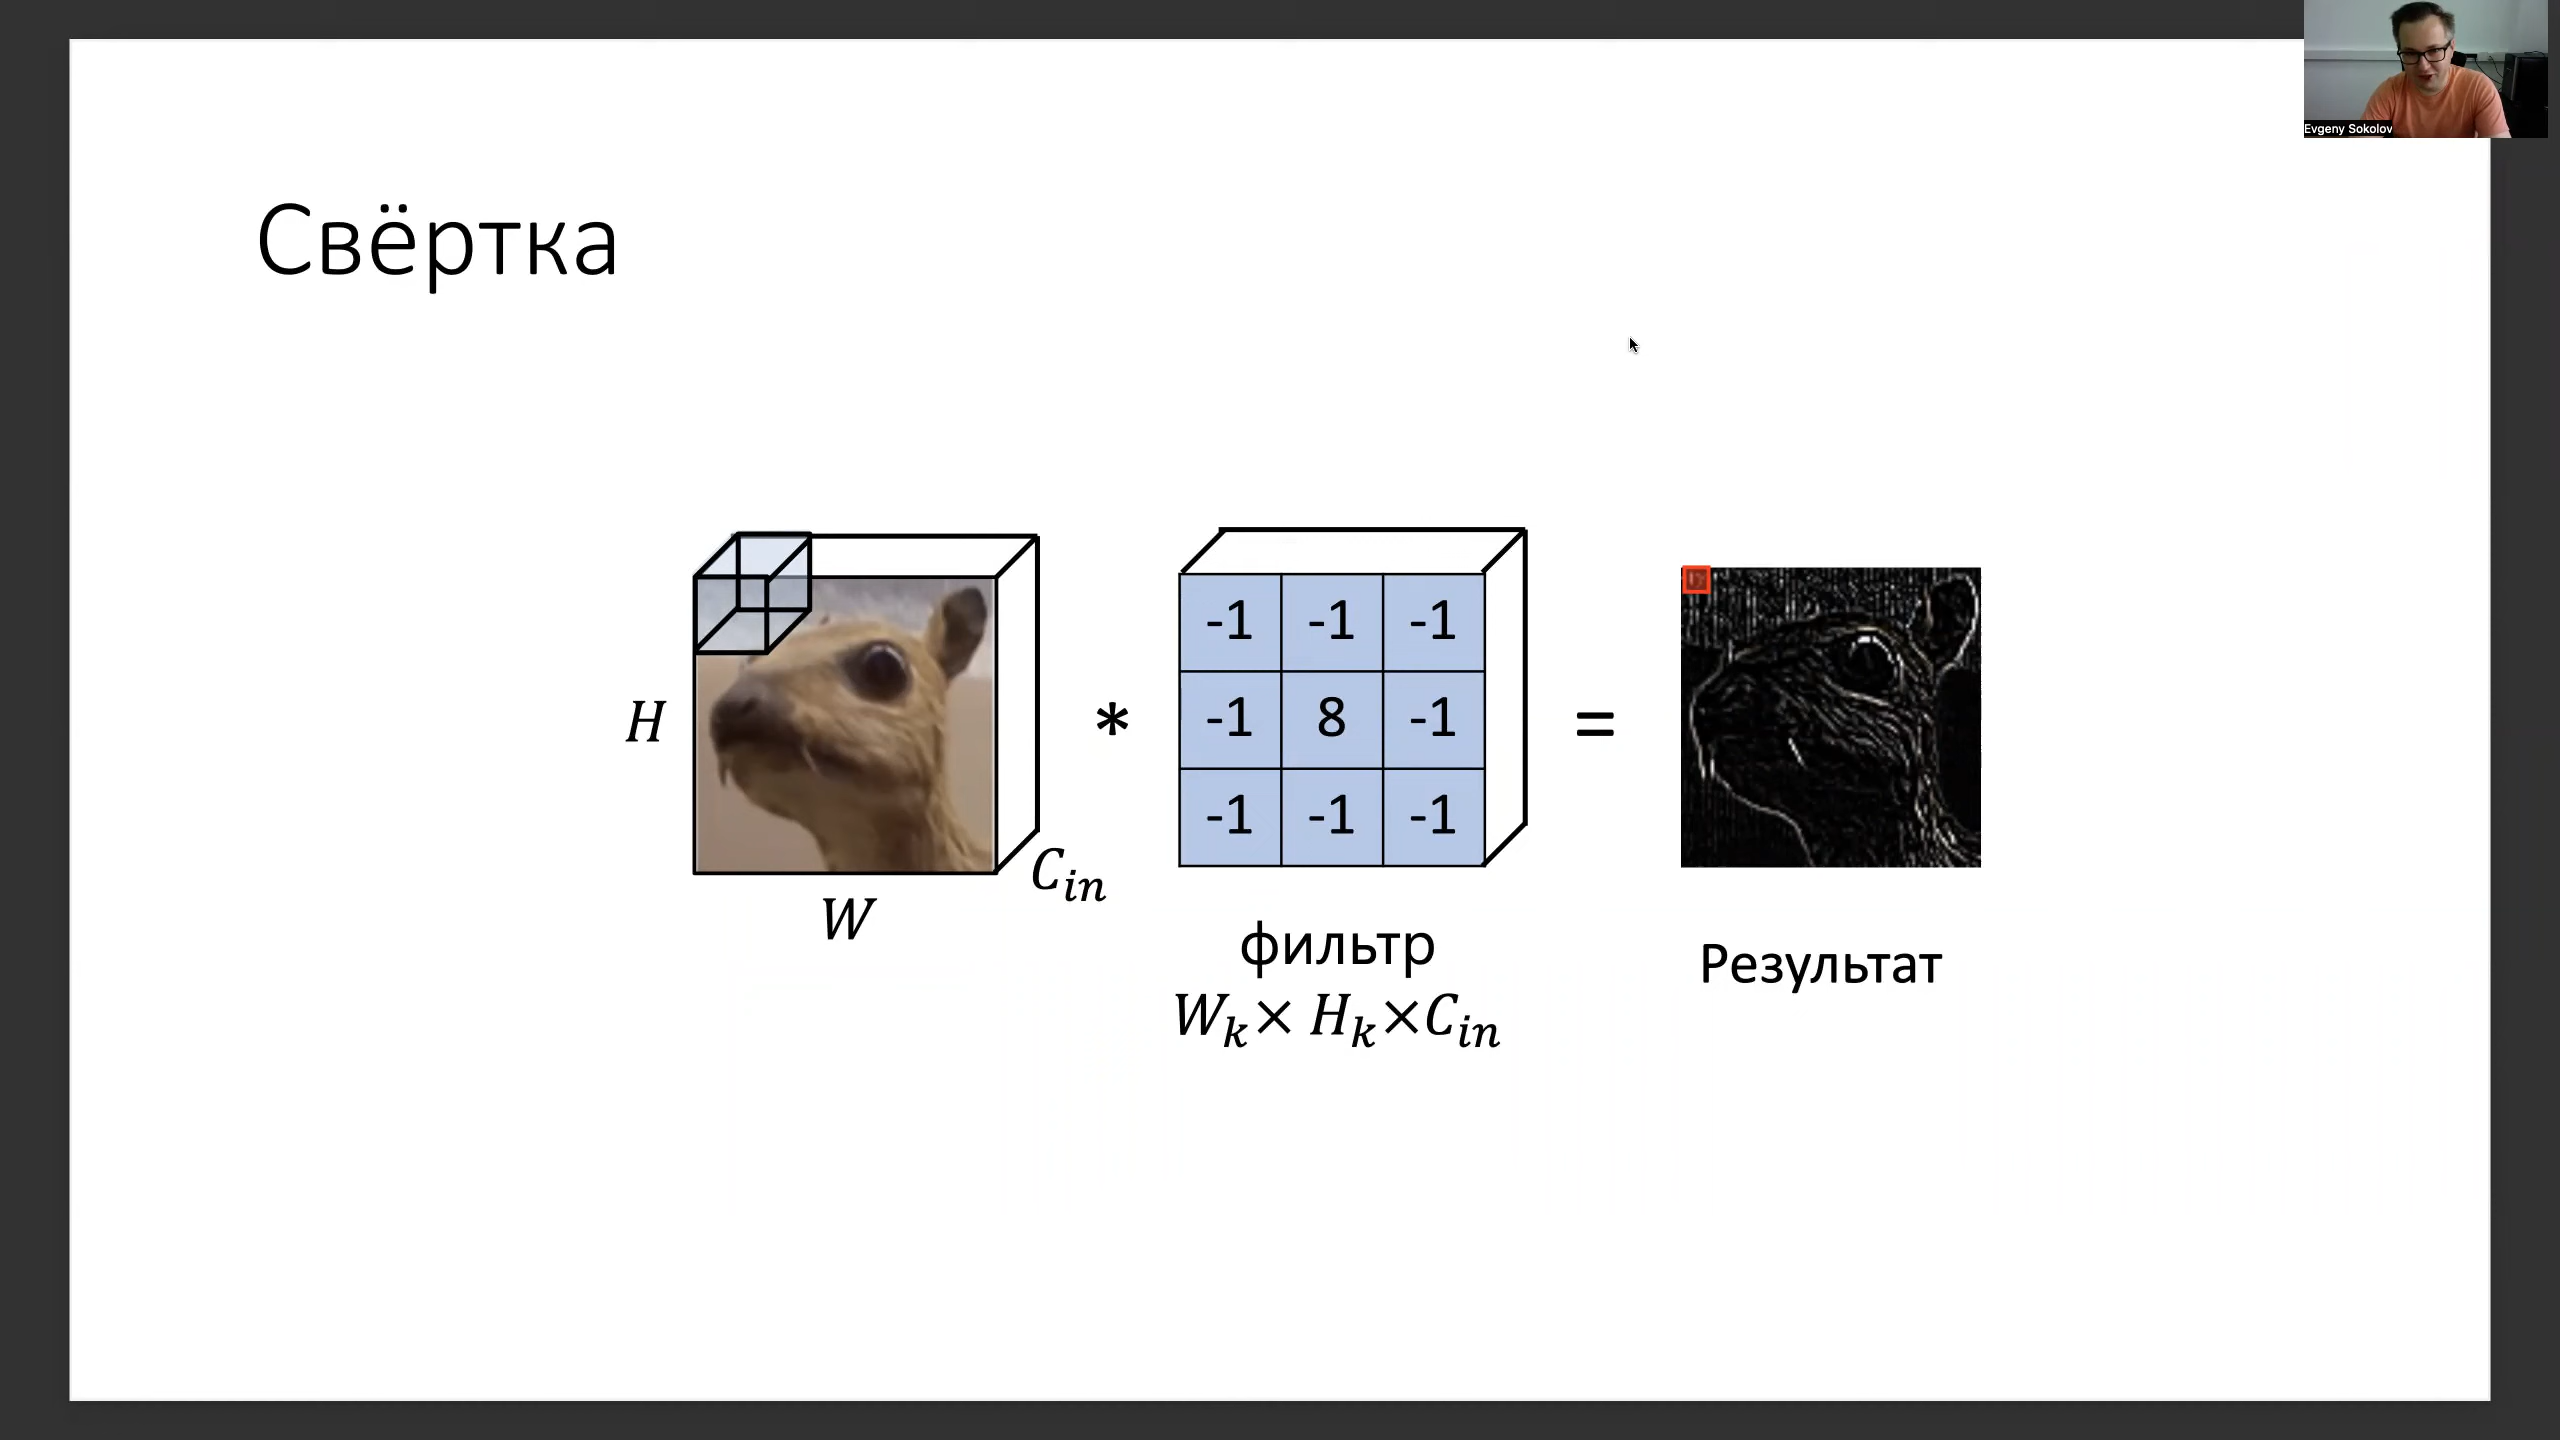 Evgeny Sokolov
Свёртка
-1 -1 -1
H -1 8 -1
* =
-1 -1 -1
C_in
W
фильтр
Результат
W_k× H_k×C_in